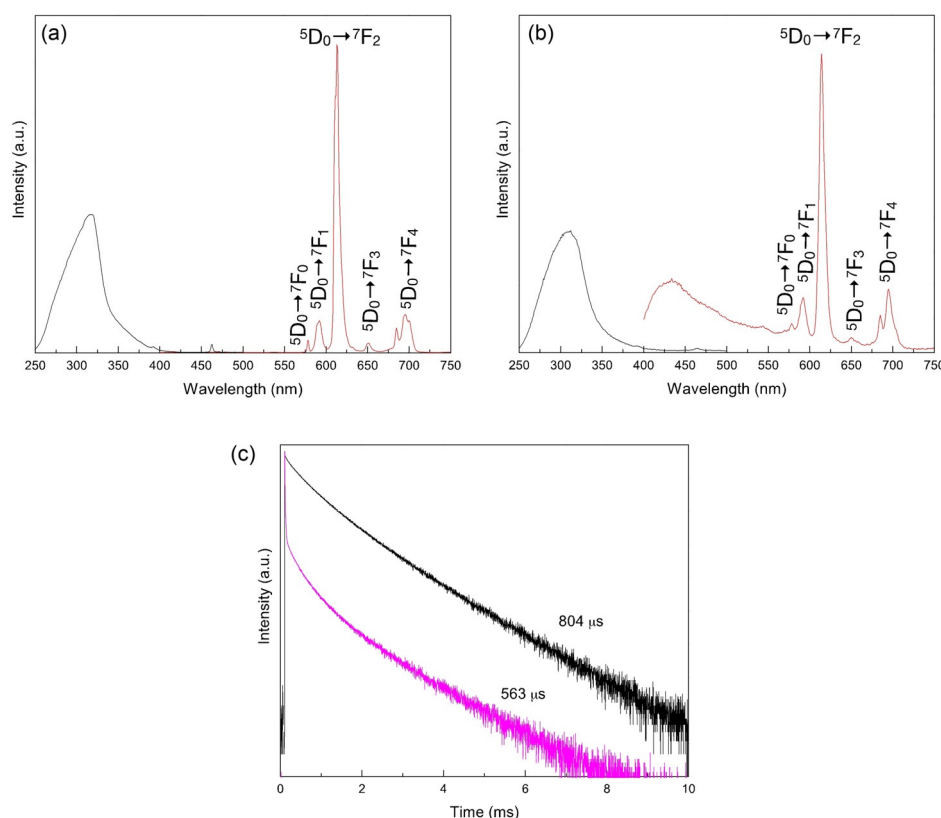 (a)
⁵D₀→⁷F₂
Intensity (a.u.)
⁵D₀→⁷F₀
⁵D₀→⁷F₁
⁵D₀→⁷F₃
⁵D₀→⁷F₄
250 300 350 400 450 500 550 600 650 700 750
Wavelength (nm)
(b)
⁵D₀→⁷F₂
Intensity (a.u.)
⁵D₀→⁷F₀
⁵D₀→⁷F₁
⁵D₀→⁷F₃
⁵D₀→⁷F₄
250 300 350 400 450 500 550 600 650 700 750
Wavelength (nm)
(c)
Intensity (a.u.)
804 µs
563 µs
0 2 4 6 8 10
Time (ms)